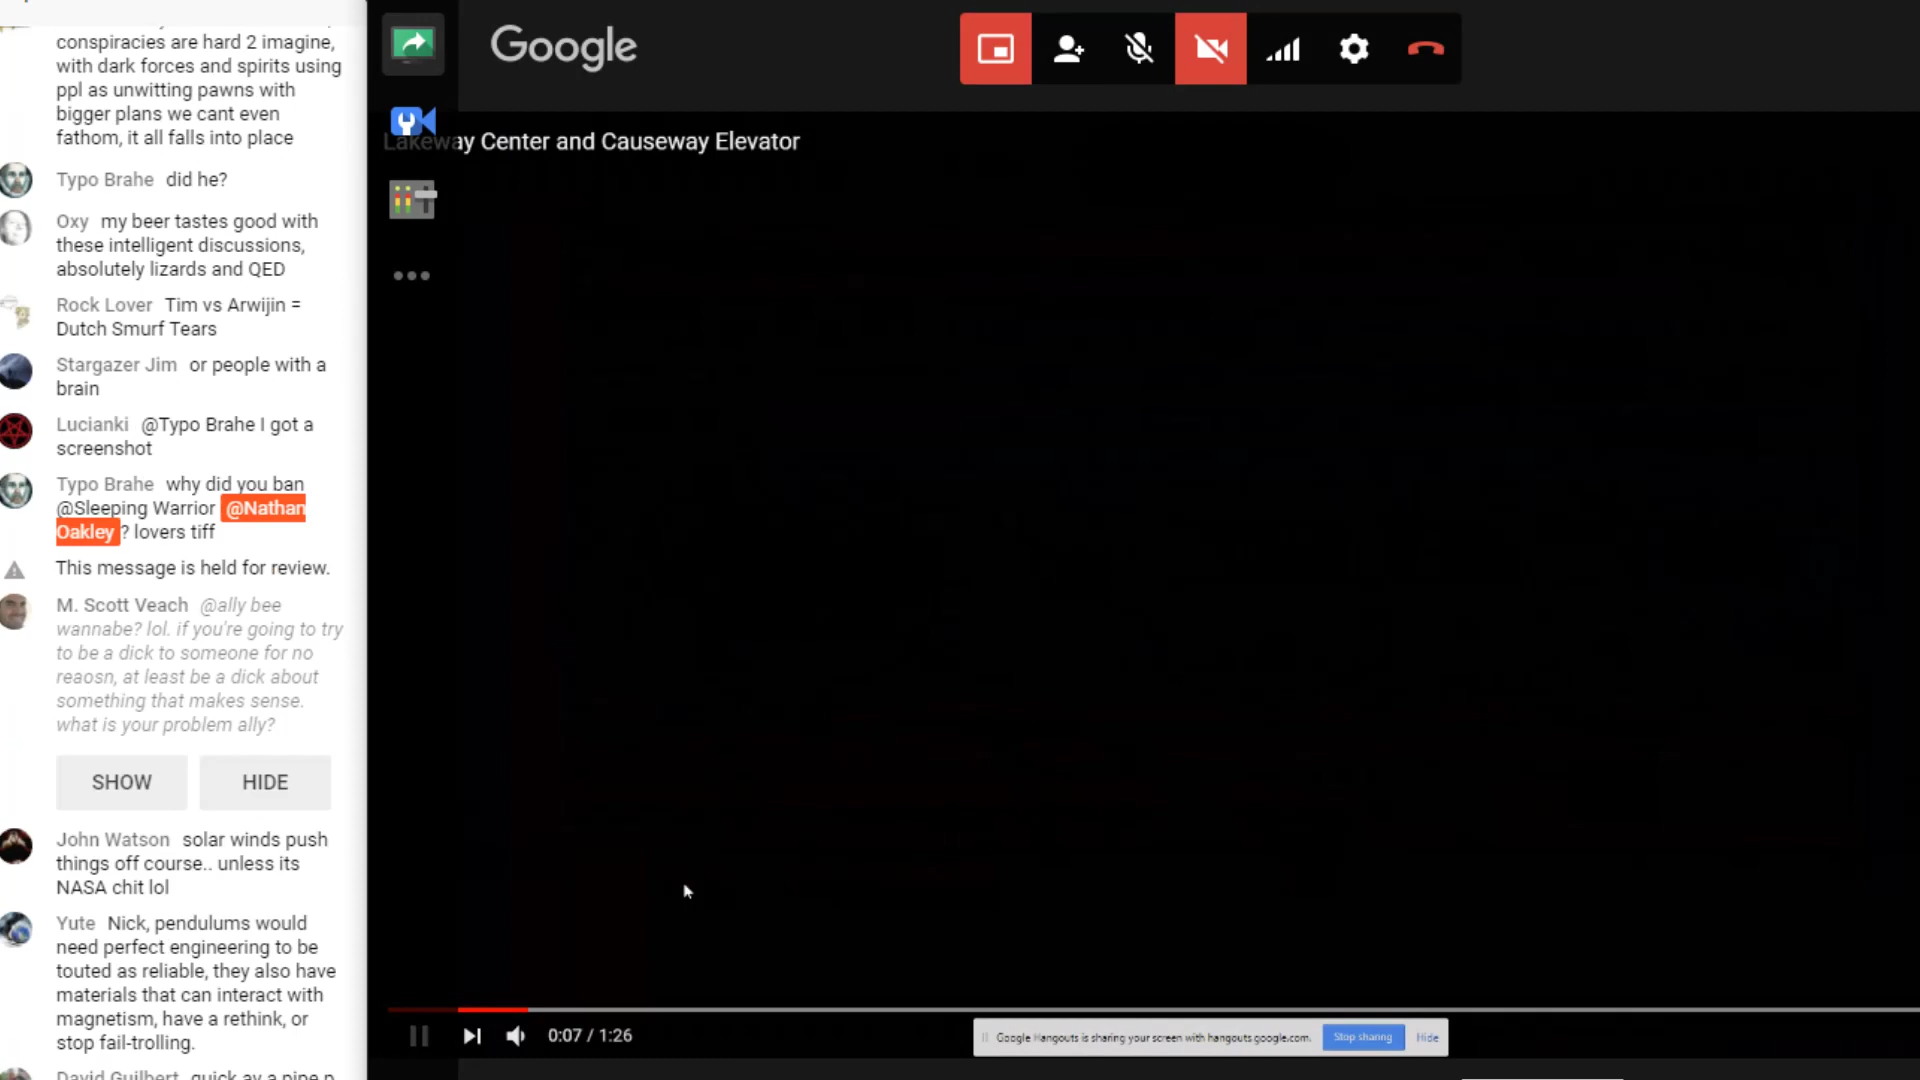 conspiracies are hard 2 imagine,
with dark forces and spirits using
ppl as unwitting pawns with
bigger plans we cant even
fathom, it all falls into place
Typo Brahe did he?
Oxy my beer tastes good with
these intelligent discussions,
absolutely lizards and QED
Rock Lover Tim vs Arwijin =
Dutch Smurf Tears
Stargazer Jim or people with a
brain
Lucianki @Typo Brahe I got a
screenshot
Typo Brahe why did you ban
@Sleeping Warrior @Nathan
Oakley ? lovers tiff
This message is held for review.
M. Scott Veach @ally bee
wannabe? lol. if you're going to try
to be a dick to someone for no
reaosn, at least be a dick about
something that makes sense.
what is your problem ally?
SHOW HIDE
John Watson solar winds push
things off course.. unless its
NASA chit lol
Yute Nick, pendulums would
need perfect engineering to be
touted as reliable, they also have
materials that can interact with
magnetism, have a rethink, or
stop fail-trolling.
David Guilbert quick av a pipe
Google
Lakeway Center and Causeway Elevator
0:07 / 1:26
Google Hangouts is sharing your screen with hangouts.google.com. Stop sharing Hide